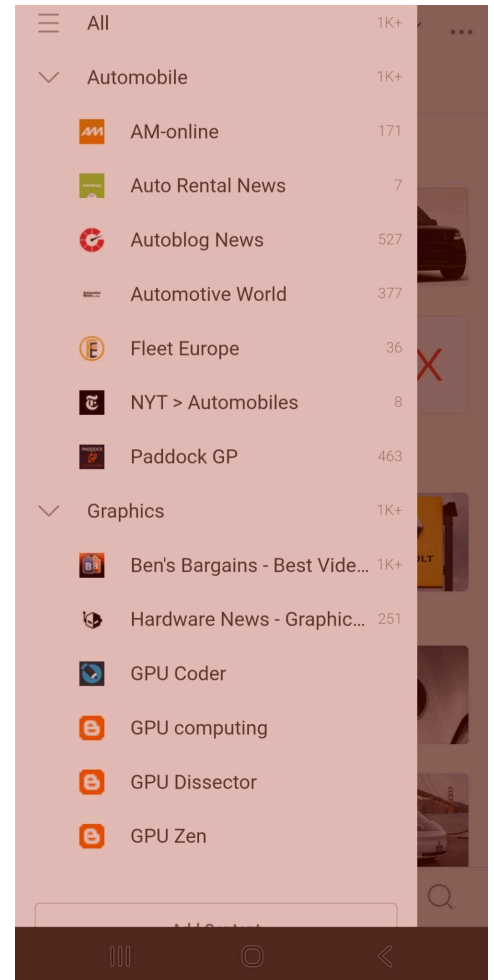 All 1K+
Automobile 1K+
AM-online 171
Auto Rental News 7
Autoblog News 527
Automotive World 377
Fleet Europe 36
NYT > Automobiles 8
Paddock GP 463
Graphics 1K+
Ben's Bargains - Best Vide... 1K+
Hardware News - Graphic... 251
GPU Coder
GPU computing
GPU Dissector
GPU Zen
Add Content